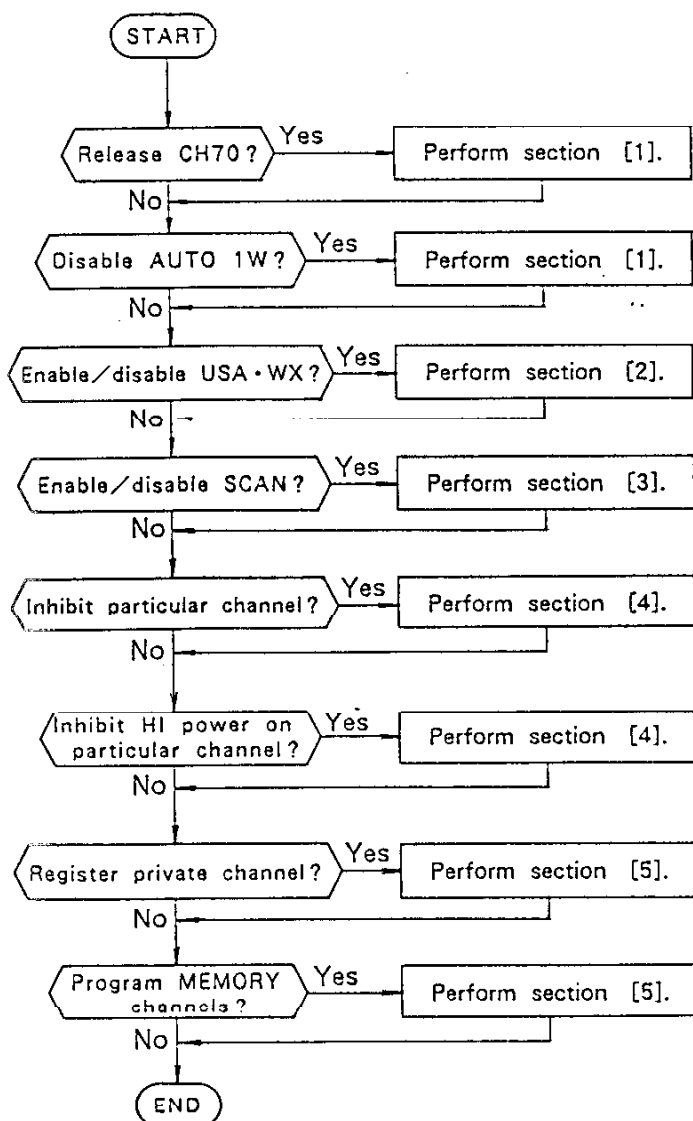 START
Release CH70?
Yes
Perform section [1].
No
Disable AUTO 1W?
Yes
Perform section [1].
No
Enable/disable USA·WX?
Yes
Perform section [2].
No
Enable/disable SCAN?
Yes
Perform section [3].
No
Inhibit particular channel?
Yes
Perform section [4].
No
Inhibit HI power on
particular channel?
Yes
Perform section [4].
No
Register private channel?
Yes
Perform section [5].
No
Program MEMORY
channels?
Yes
Perform section [5].
No
END